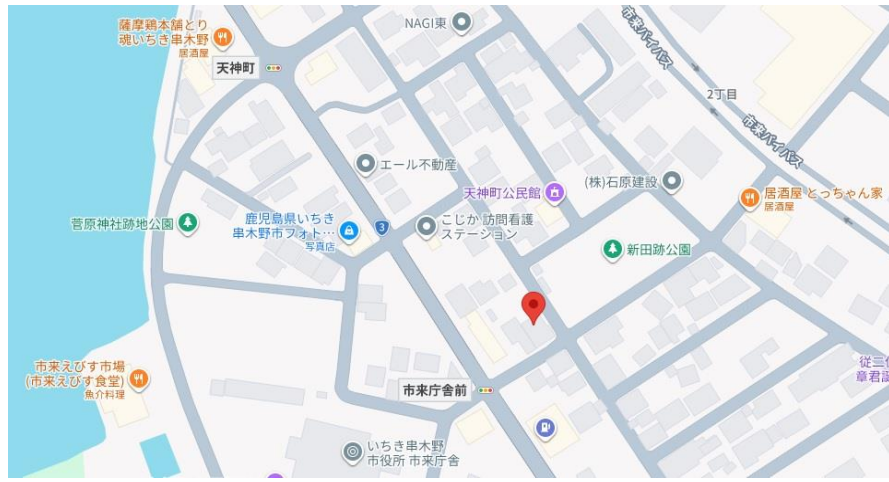 薩摩鶏本舗とり
魂いちき串木野
居酒屋
天神町
NAGI東
市来バイパス
2丁目
市来バイパス
エール不動産
天神町公民館
(株)石原建設
居酒屋 とっちゃん家
居酒屋
菅原神社跡地公園
鹿児島県いちき
串木野市フォト…
写真店
3
こじか 訪問看護
ステーション
新田跡公園
市来えびす市場
(市来えびす食堂)
魚介料理
市来庁舎前
いちき串木野
市役所 市来庁舎